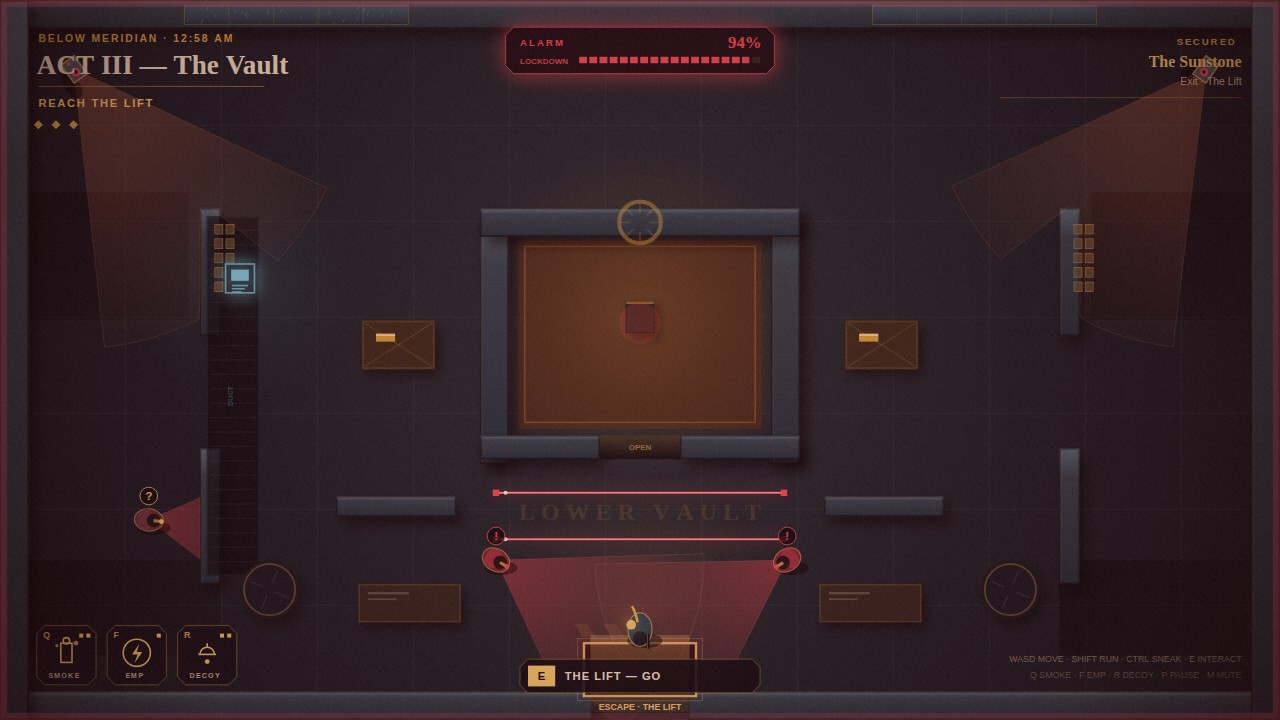 BELOW MERIDIAN · 12:58 AM
ACT III — The Vault
REACH THE LIFT
ALARM 94%
LOCKDOWN
SECURED
The Sunstone
Exit · The Lift
DUCT
OPEN
LOWER VAULT
?
!
!
Q
SMOKE
F
EMP
R
DECOY
E THE LIFT — GO
ESCAPE · THE LIFT
WASD MOVE · SHIFT RUN · CTRL SNEAK · E INTERACT
Q SMOKE · F EMP · R DECOY · P PAUSE · M MUTE